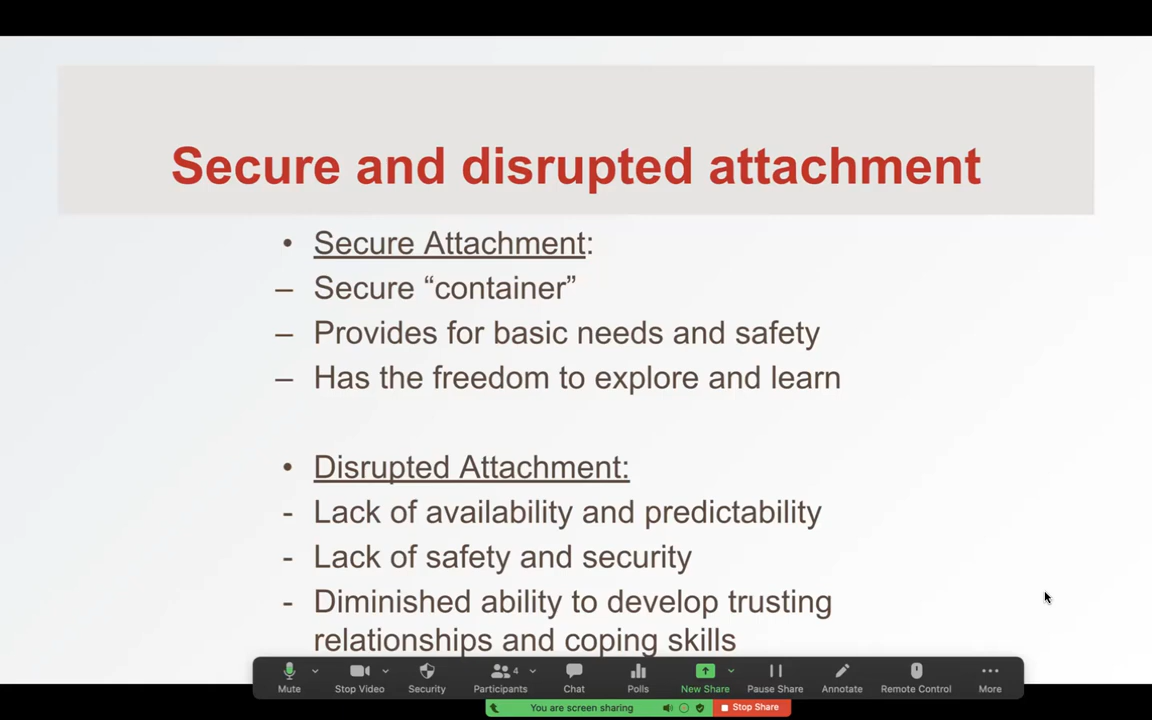 Secure and disrupted attachment
• Secure Attachment:
– Secure “container”
– Provides for basic needs and safety
– Has the freedom to explore and learn
• Disrupted Attachment:
- Lack of availability and predictability
- Lack of safety and security
- Diminished ability to develop trusting
relationships and coping skills
Mute Stop Video Security Participants 4 Chat Polls New Share Pause Share Annotate Remote Control More
You are screen sharing Stop Share